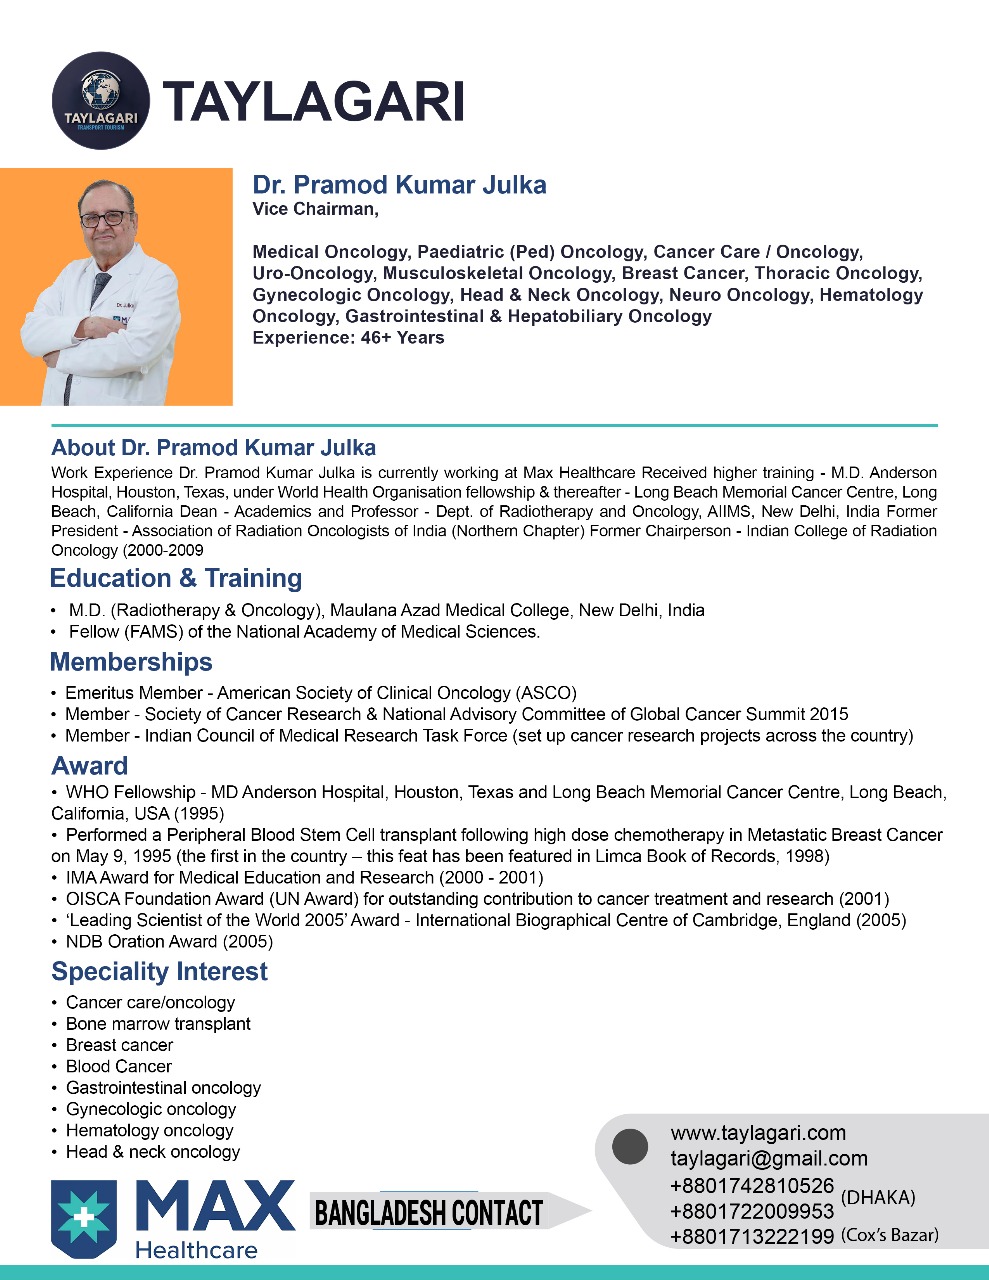 TAYLAGARI
TRANSPORT TOURISM
TAYLAGARI
Dr. Pramod Kumar Julka
Vice Chairman,
Medical Oncology, Paediatric (Ped) Oncology, Cancer Care / Oncology,
Uro-Oncology, Musculoskeletal Oncology, Breast Cancer, Thoracic Oncology,
Gynecologic Oncology, Head & Neck Oncology, Neuro Oncology, Hematology
Oncology, Gastrointestinal & Hepatobiliary Oncology
Experience: 46+ Years
Dr. Julka
About Dr. Pramod Kumar Julka
Work Experience Dr. Pramod Kumar Julka is currently working at Max Healthcare Received higher training - M.D. Anderson
Hospital, Houston, Texas, under World Health Organisation fellowship & thereafter - Long Beach Memorial Cancer Centre, Long
Beach, California Dean - Academics and Professor - Dept. of Radiotherapy and Oncology, AIIMS, New Delhi, India Former
President - Association of Radiation Oncologists of India (Northern Chapter) Former Chairperson - Indian College of Radiation
Oncology (2000-2009
Education & Training
• M.D. (Radiotherapy & Oncology), Maulana Azad Medical College, New Delhi, India
• Fellow (FAMS) of the National Academy of Medical Sciences.
Memberships
• Emeritus Member - American Society of Clinical Oncology (ASCO)
• Member - Society of Cancer Research & National Advisory Committee of Global Cancer Summit 2015
• Member - Indian Council of Medical Research Task Force (set up cancer research projects across the country)
Award
• WHO Fellowship - MD Anderson Hospital, Houston, Texas and Long Beach Memorial Cancer Centre, Long Beach,
California, USA (1995)
• Performed a Peripheral Blood Stem Cell transplant following high dose chemotherapy in Metastatic Breast Cancer
on May 9, 1995 (the first in the country – this feat has been featured in Limca Book of Records, 1998)
• IMA Award for Medical Education and Research (2000 - 2001)
• OISCA Foundation Award (UN Award) for outstanding contribution to cancer treatment and research (2001)
• ‘Leading Scientist of the World 2005’ Award - International Biographical Centre of Cambridge, England (2005)
• NDB Oration Award (2005)
Speciality Interest
• Cancer care/oncology
• Bone marrow transplant
• Breast cancer
• Blood Cancer
• Gastrointestinal oncology
• Gynecologic oncology
• Hematology oncology
• Head & neck oncology
MAX
Healthcare
BANGLADESH CONTACT
www.taylagari.com
taylagari@gmail.com
+8801742810526
+8801722009953 (DHAKA)
+8801713222199 (Cox’s Bazar)